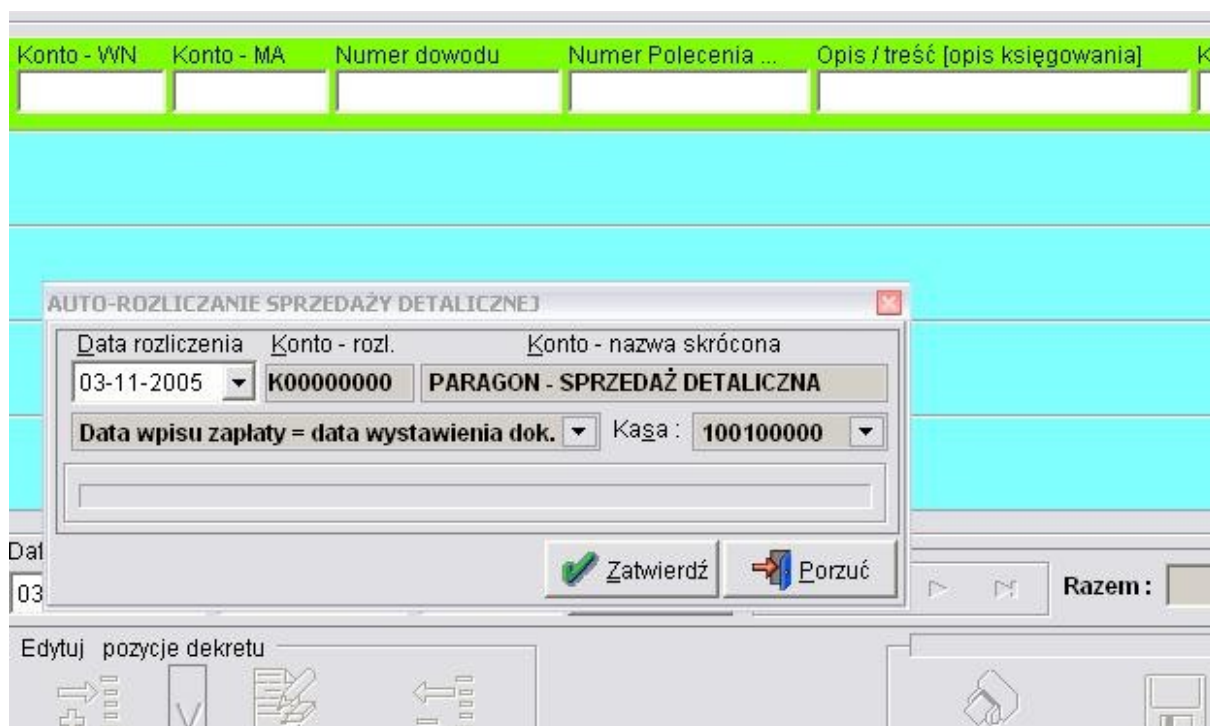 Konto - WN Konto - MA Numer dowodu Numer Polecenia ... Opis / treść [opis księgowania] K
AUTO-ROZLICZANIE SPRZEDAŻY DETALICZNEJ
Data rozliczenia Konto - rozl. Konto - nazwa skrócona
03-11-2005 K00000000 PARAGON - SPRZEDAŻ DETALICZNA
Data wpisu zapłaty = data wystawienia dok. Kasa : 100100000
Dat
Zatwierdź Porzuć
03 Razem :
Edytuj pozycje dekretu